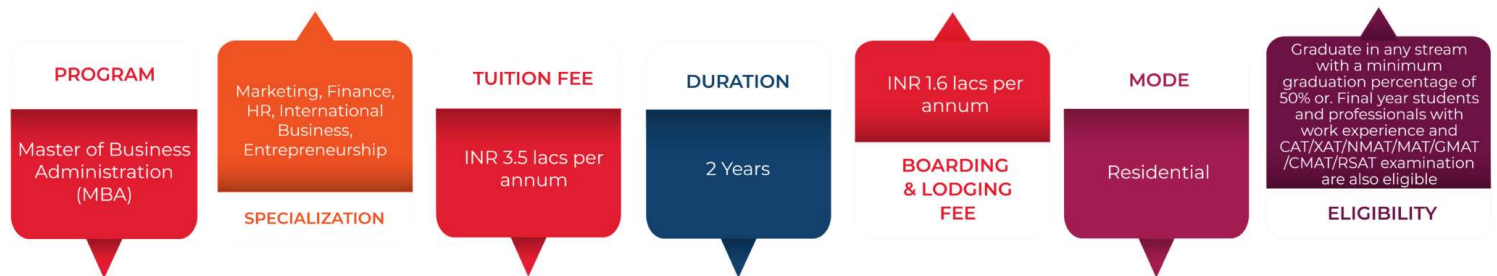 PROGRAM
Master of Business
Administration
(MBA)
Marketing, Finance,
HR, International
Business,
Entrepreneurship
SPECIALIZATION
TUITION FEE
INR 3.5 lacs per
annum
DURATION
2 Years
INR 1.6 lacs per
annum
BOARDING
& LODGING
FEE
MODE
Residential
Graduate in any stream
with a minimum
graduation percentage of
50% or. Final year students
and professionals with
work experience and
CAT/XAT/NMAT/MAT/GMAT
/CMAT/RSAT examination
are also eligible
ELIGIBILITY